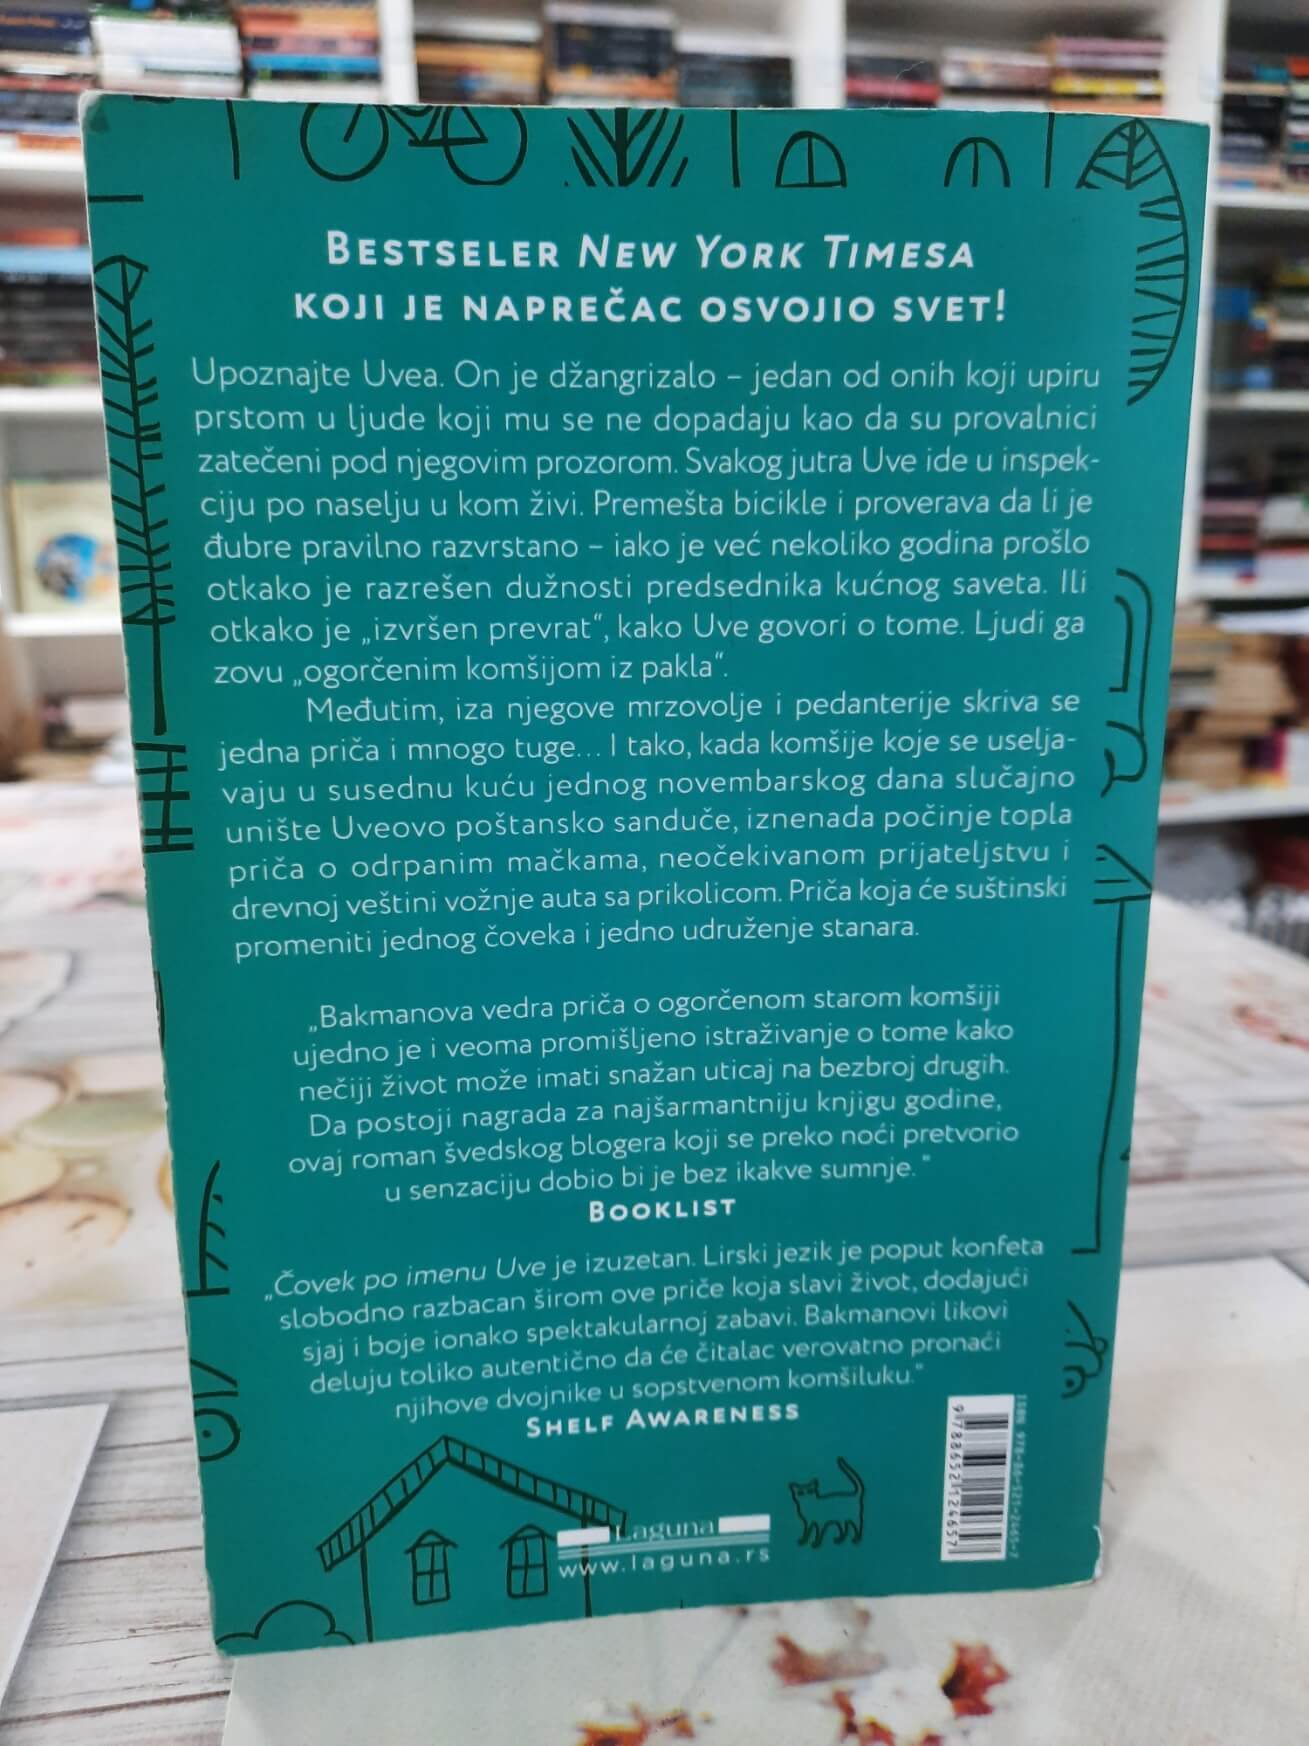 BESTSELER NEW YORK TIMESA
KOJI JE NAPREČAC OSVOJIO SVET!
Upoznajte Uvea. On je džangrizalo – jedan od onih koji upiru
prstom u ljude koji mu se ne dopadaju kao da su provalnici
zatečeni pod njegovim prozorom. Svakog jutra Uve ide u inspek-
ciju po naselju u kom živi. Premešta bicikle i proverava da li je
đubre pravilno razvrstano – iako je već nekoliko godina prošlo
otkako je razrešen dužnosti predsednika kućnog saveta. Ili
otkako je „izvršen prevrat“, kako Uve govori o tome. Ljudi ga
zovu „ogorčenim komšijom iz pakla“.
Međutim, iza njegove mrzovolje i pedanterije skriva se
jedna priča i mnogo tuge... I tako, kada komšije koje se uselja-
vaju u susednu kuću jednog novembarskog dana slučajno
unište Uveovo poštansko sanduče, iznenada počinje topla
priča o odrpanim mačkama, neočekivanom prijateljstvu i
drevnoj veštini vožnje auta sa prikolicom. Priča koja će suštinski
promeniti jednog čoveka i jedno udruženje stanara.
„Bakmanova vedra priča o ogorčenom starom komšiji
ujedno je i veoma promišljeno istraživanje o tome kako
nečiji život može imati snažan uticaj na bezbroj drugih.
Da postoji nagrada za najšarmantniju knjigu godine,
ovaj roman švedskog blogera koji se preko noći pretvorio
u senzaciju dobio bi je bez ikakve sumnje.“
BOOKLIST
„Čovek po imenu Uve je izuzetan. Lirski jezik je poput konfeta
slobodno razbacan širom ove priče koja slavi život, dodajući
sjaj i boje ionako spektakularnoj zabavi. Bakmanovi likovi
deluju toliko autentično da će čitalac verovatno pronaći
njihove dvojnike u sopstvenom komšiluku.“
SHELF AWARENESS
Laguna
www.laguna.rs
ISBN 978-86-521-2465-7
9788652124657